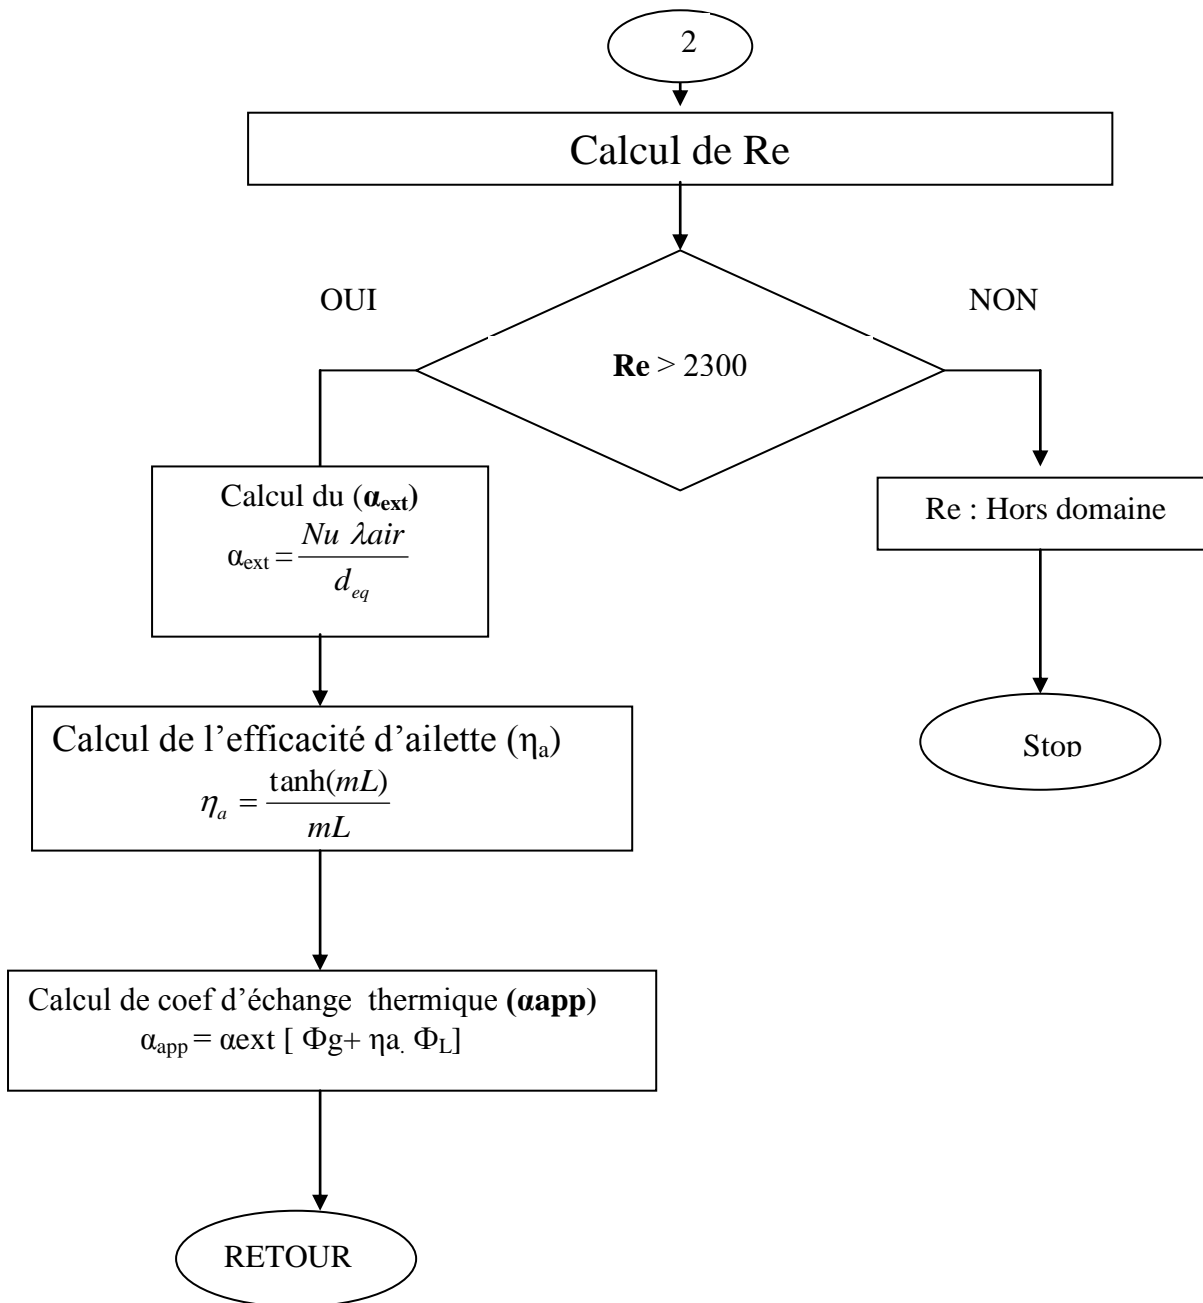 2
Calcul de Re
OUI
NON
Re > 2300
Calcul du (αext)
αext = Nu λair / deq
Re : Hors domaine
Calcul de l’efficacité d’ailette (ηa)
ηa = tanh(mL) / mL
Stop
Calcul de coef d’échange thermique (αapp)
αapp = αext [ Φg+ ηa. ΦL]
RETOUR